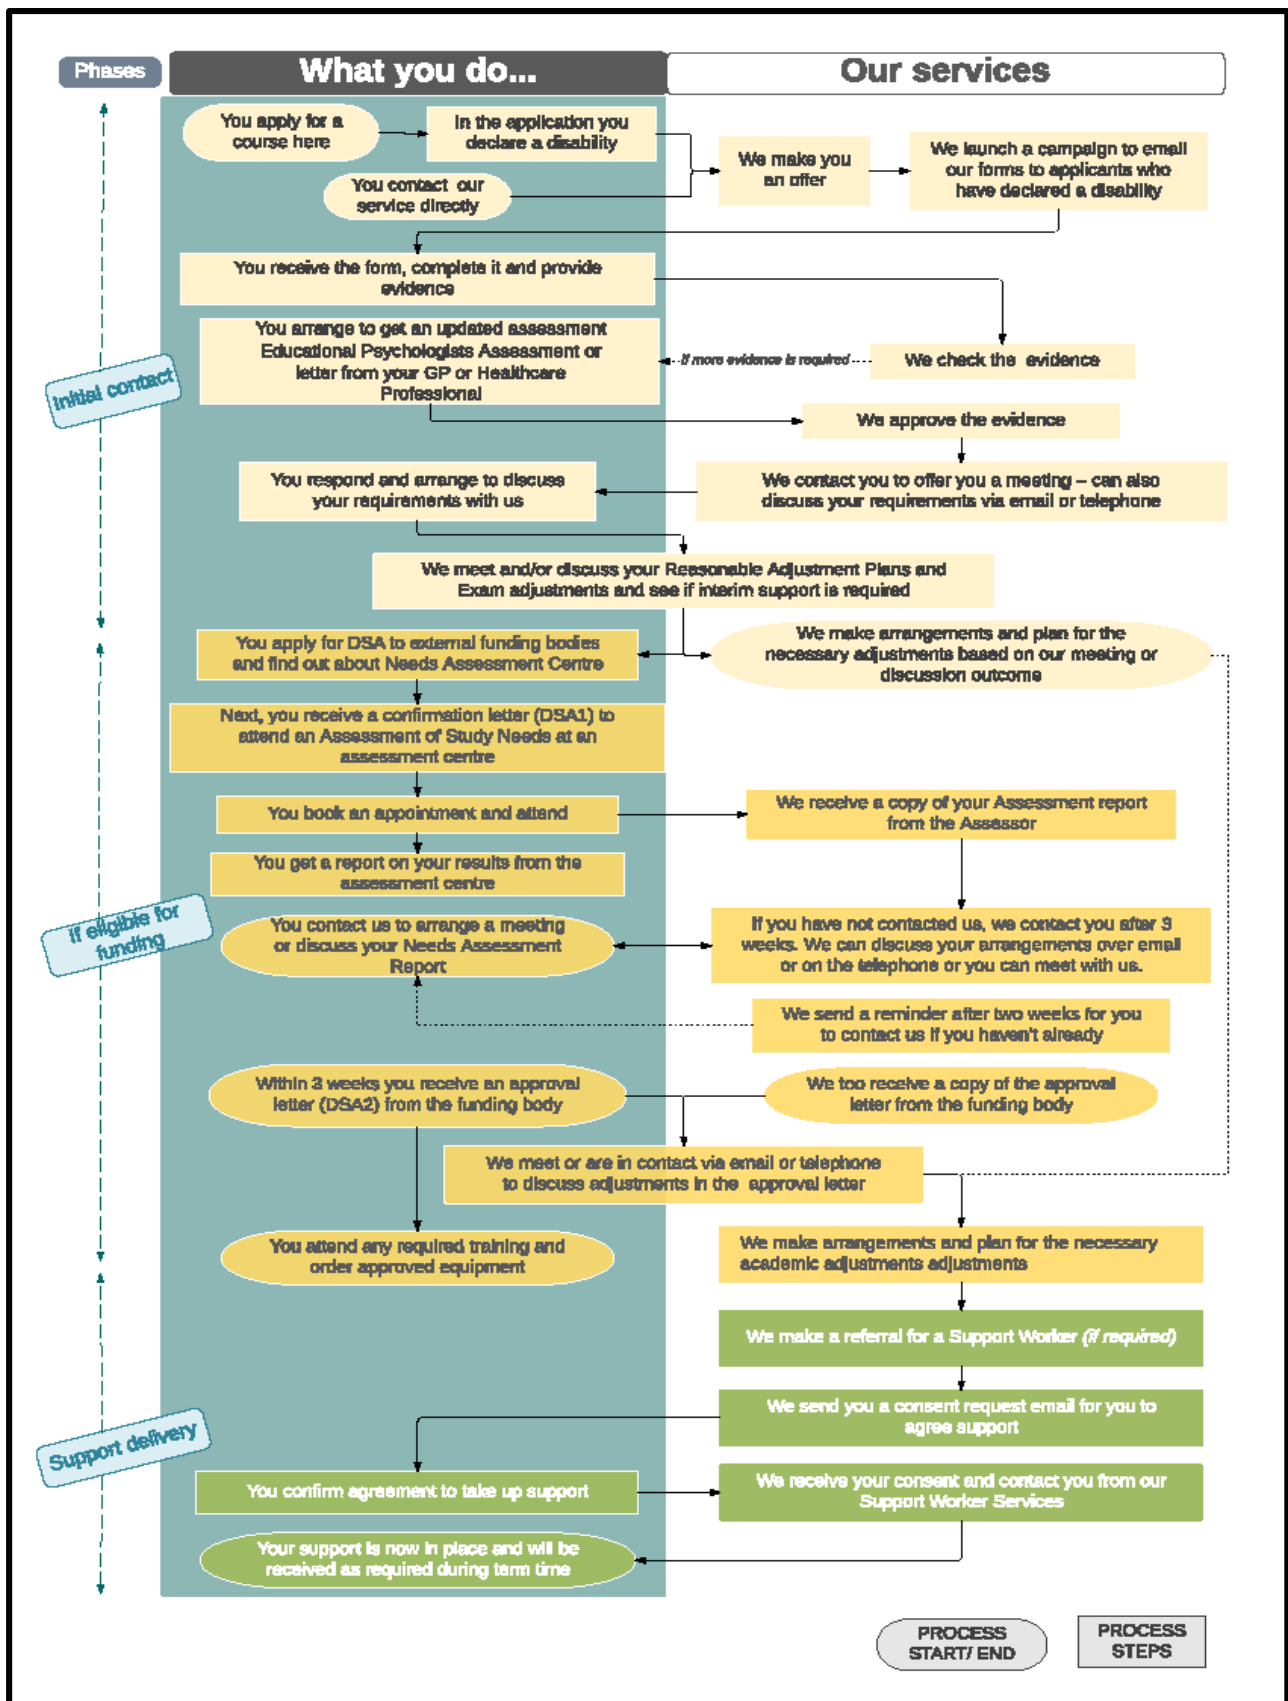 Phases
What you do...
Our services
You apply for a
course here
In the application you
declare a disability
You contact our
service directly
We make you
an offer
We launch a campaign to email
our forms to applicants who
have declared a disability
You receive the form, complete it and provide
evidence
You arrange to get an updated assessment
Educational Psychologists Assessment or
letter from your GP or Healthcare
Professional
if more evidence is required
We check the evidence
Initial contact
We approve the evidence
You respond and arrange to discuss
your requirements with us
We contact you to offer you a meeting – can also
discuss your requirements via email or telephone
We meet and/or discuss your Reasonable Adjustment Plans and
Exam adjustments and see if interim support is required
You apply for DSA to external funding bodies
and find out about Needs Assessment Centre
We make arrangements and plan for the
necessary adjustments based on our meeting or
discussion outcome
Next, you receive a confirmation letter (DSA1) to
attend an Assessment of Study Needs at an
assessment centre
You book an appointment and attend
We receive a copy of your Assessment report
from the Assessor
You get a report on your results from the
assessment centre
If eligible for
funding
You contact us to arrange a meeting
or discuss your Needs Assessment
Report
If you have not contacted us, we contact you after 3
weeks. We can discuss your arrangements over email
or on the telephone or you can meet with us.
We send a reminder after two weeks for you
to contact us if you haven't already
Within 3 weeks you receive an approval
letter (DSA2) from the funding body
We too receive a copy of the approval
letter from the funding body
We meet or are in contact via email or telephone
to discuss adjustments in the approval letter
You attend any required training and
order approved equipment
We make arrangements and plan for the necessary
academic adjustments adjustments
We make a referral for a Support Worker (if required)
We send you a consent request email for you to
agree support
Support delivery
You confirm agreement to take up support
We receive your consent and contact you from our
Support Worker Services
Your support is now in place and will be
received as required during term time
PROCESS
START/ END
PROCESS
STEPS